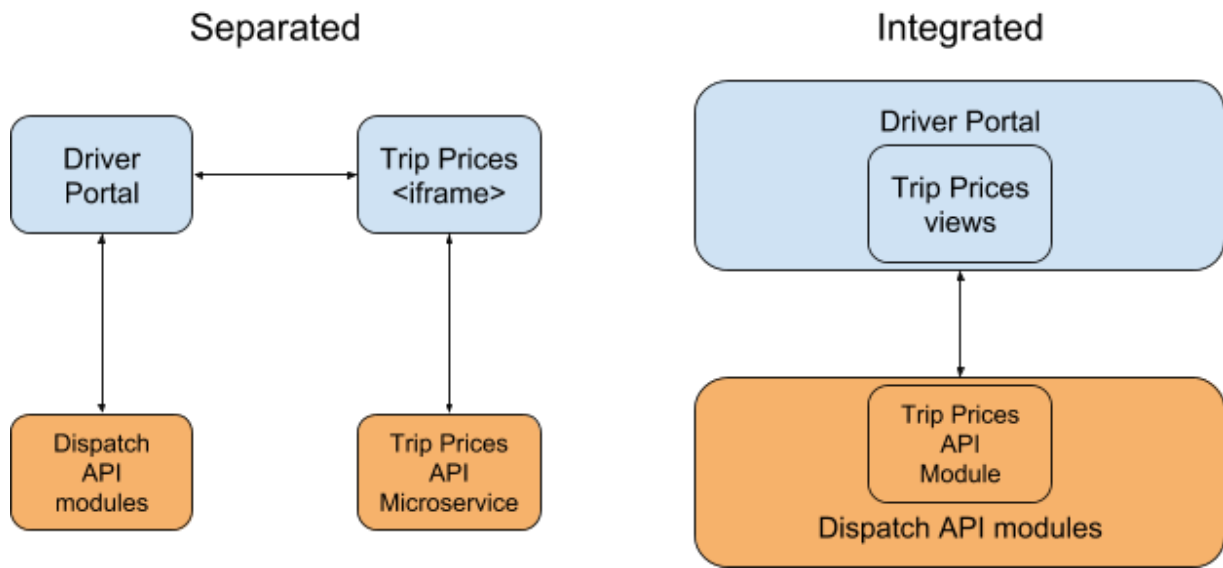 Separated
Driver
Portal
Trip Prices
<iframe>
Dispatch
API
modules
Trip Prices
API
Microservice
Integrated
Driver Portal
Trip Prices
views
Trip Prices
API
Module
Dispatch API modules